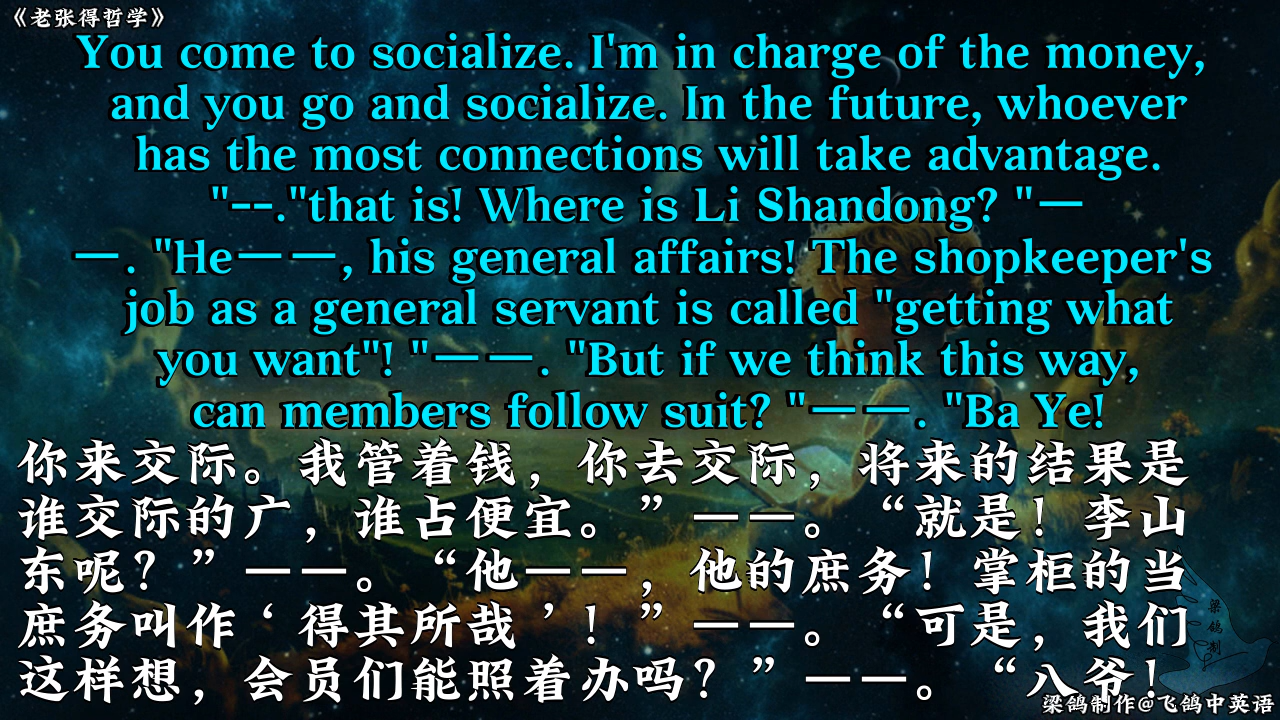 《老张得哲学》
You come to socialize. I'm in charge of the money,
and you go and socialize. In the future, whoever
has the most connections will take advantage.
"--."that is! Where is Li Shandong? "—
—. "He——, his general affairs! The shopkeeper's
job as a general servant is called "getting what
you want"! "——. "But if we think this way,
can members follow suit? "——. "Ba Ye!
你来交际。我管着钱，你去交际，将来的结果是
谁交际的广，谁占便宜。”——。“就是！李山
东呢？”——。“他——，他的庶务！掌柜的当
庶务叫作‘得其所哉’！”——。“可是，我们
这样想，会员们能照着办吗？”——。“八爷！
梁鸽制
梁鸽制作@飞鸽中英语